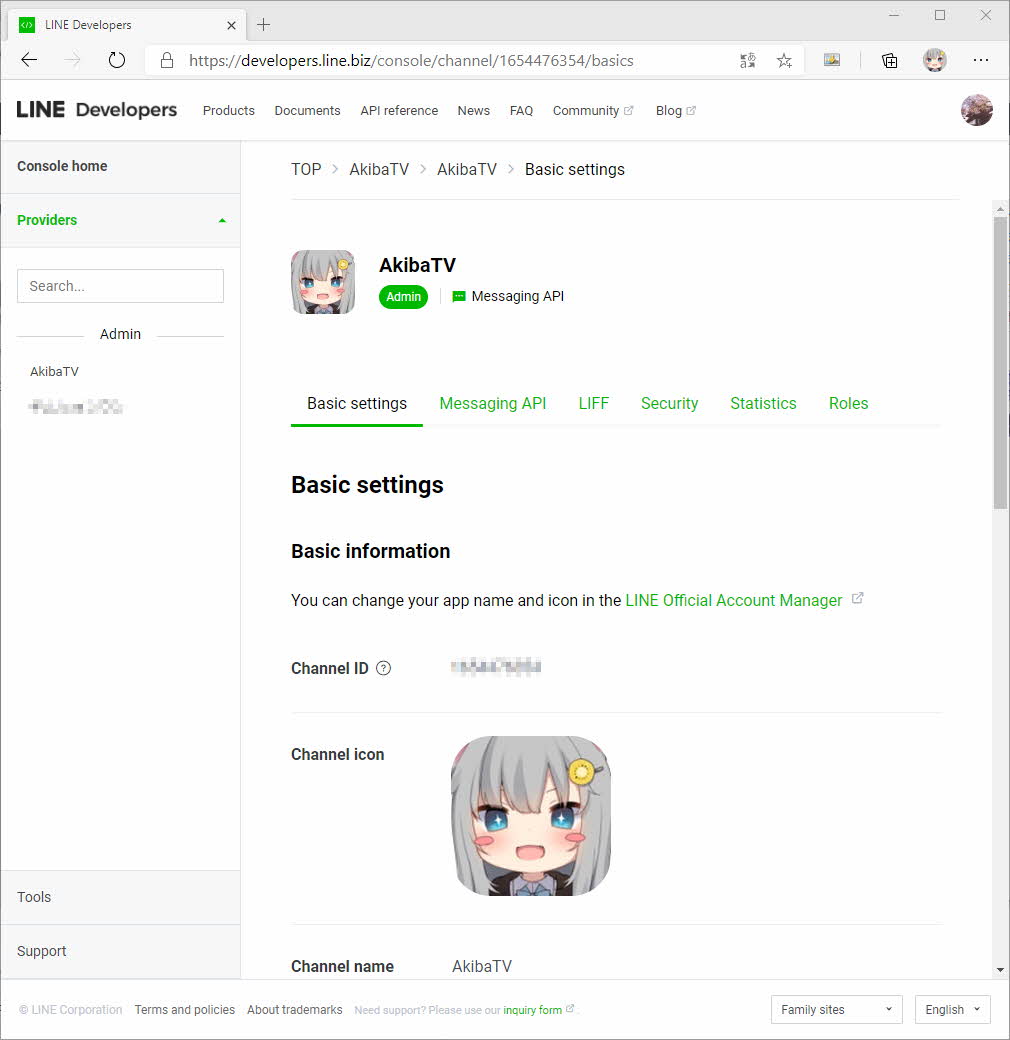 LINE Developers
https://developers.line.biz/console/channel/1654476354/basics
LINE Developers Products Documents API reference News FAQ Community Blog
Console home
Providers
Search...
Admin
AkibaTV
TOP > AkibaTV > AkibaTV > Basic settings
AkibaTV
Admin Messaging API
Basic settings Messaging API LIFF Security Statistics Roles
Basic settings
Basic information
You can change your app name and icon in the LINE Official Account Manager
Channel ID ?
Channel icon
Channel name AkibaTV
Tools
Support
© LINE Corporation Terms and policies About trademarks Need support? Please use our inquiry form . Family sites English